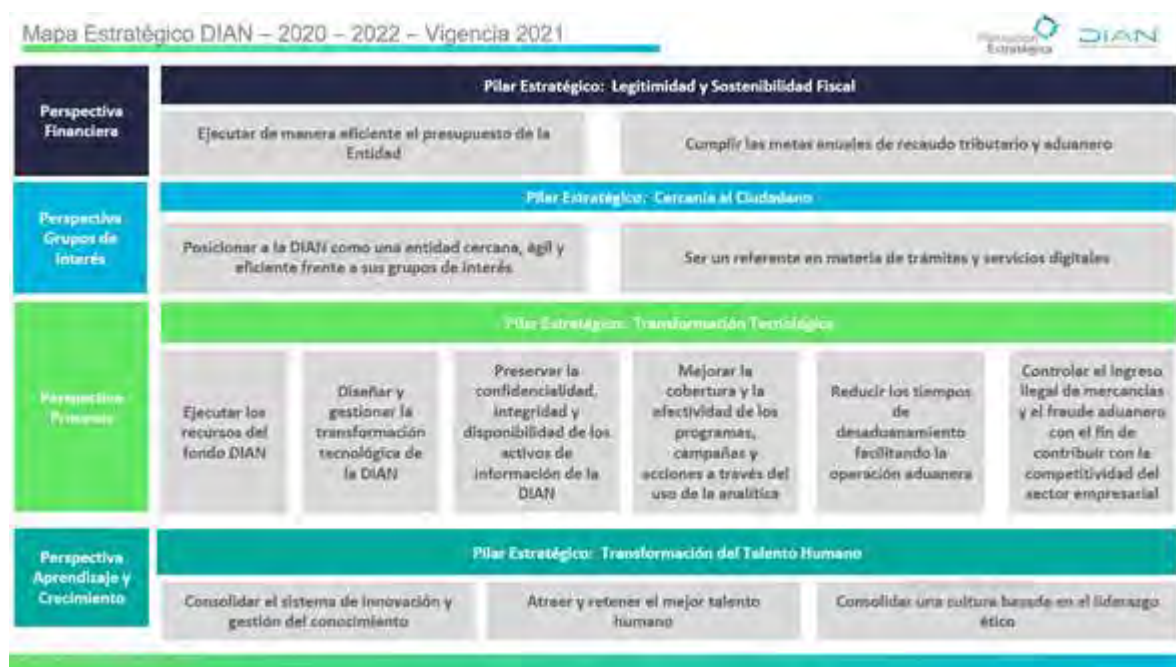 Mapa Estratégico DIAN – 2020 – 2022 – Vigencia 2021
Planeación
Estratégica
DIAN
Perspectiva
Financiera
Pilar Estratégico: Legitimidad y Sostenibilidad Fiscal
Ejecutar de manera eficiente el presupuesto de la
Entidad
Cumplir las metas anuales de recaudo tributario y aduanero
Perspectiva
Grupos de
Interés
Pilar Estratégico: Cercanía al Ciudadano
Posicionar a la DIAN como una entidad cercana, ágil y
eficiente frente a sus grupos de interés
Ser un referente en materia de trámites y servicios digitales
Perspectiva
Procesos
Pilar Estratégico: Transformación Tecnológica
Ejecutar los
recursos del
fondo DIAN
Diseñar y
gestionar la
transformación
tecnológica de
la DIAN
Preservar la
confidencialidad,
integridad y
disponibilidad de los
activos de
información de la
DIAN
Mejorar la
cobertura y la
efectividad de los
programas,
campañas y
acciones a través del
uso de la analítica
Reducir los tiempos
de
desaduanamiento
facilitando la
operación aduanera
Controlar el ingreso
ilegal de mercancías
y el fraude aduanero
con el fin de
contribuir con la
competitividad del
sector empresarial
Perspectiva
Aprendizaje y
Crecimiento
Pilar Estratégico: Transformación del Talento Humano
Consolidar el sistema de innovación y
gestión del conocimiento
Atraer y retener el mejor talento
humano
Consolidar una cultura basada en el liderazgo
ético